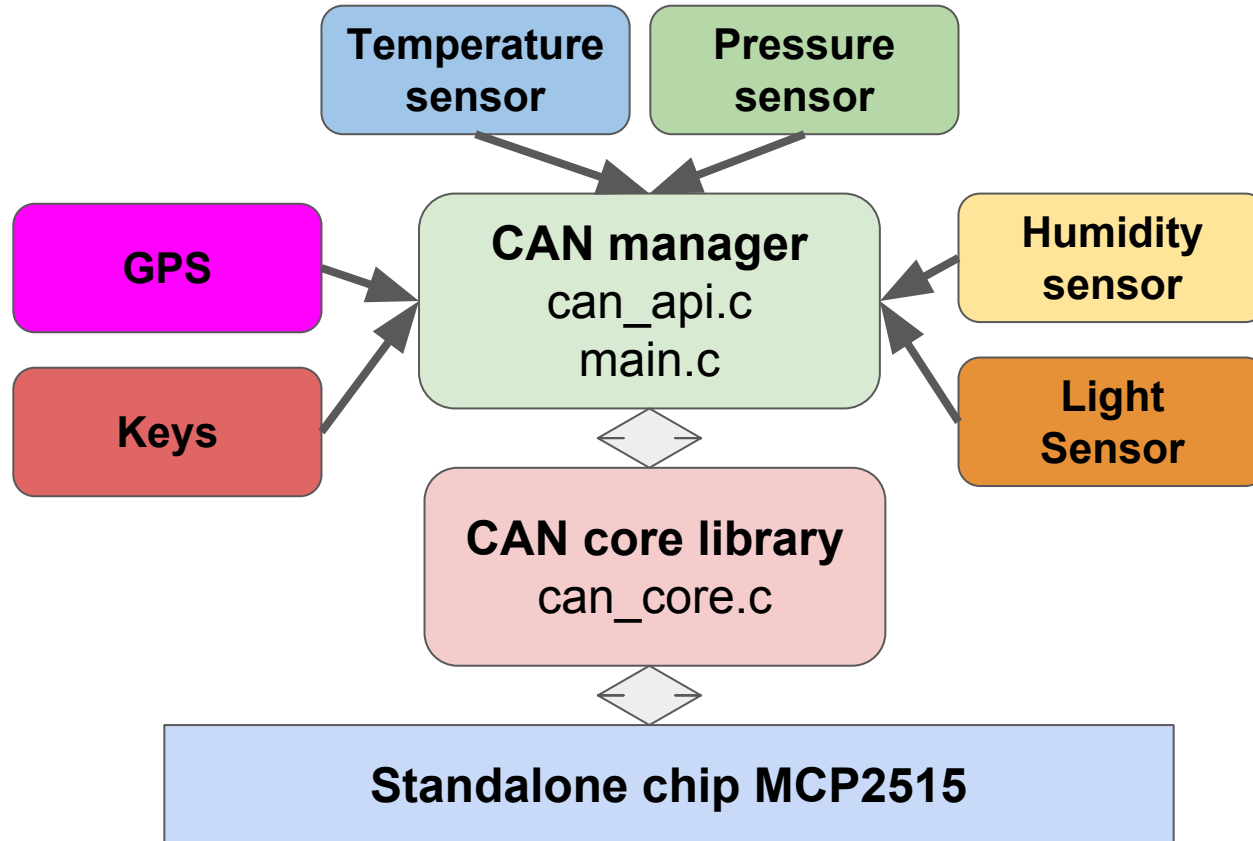 Temperature
sensor
Pressure
sensor
GPS
CAN manager
can_api.c
main.c
Humidity
sensor
Keys
Light
Sensor
CAN core library
can_core.c
Standalone chip MCP2515